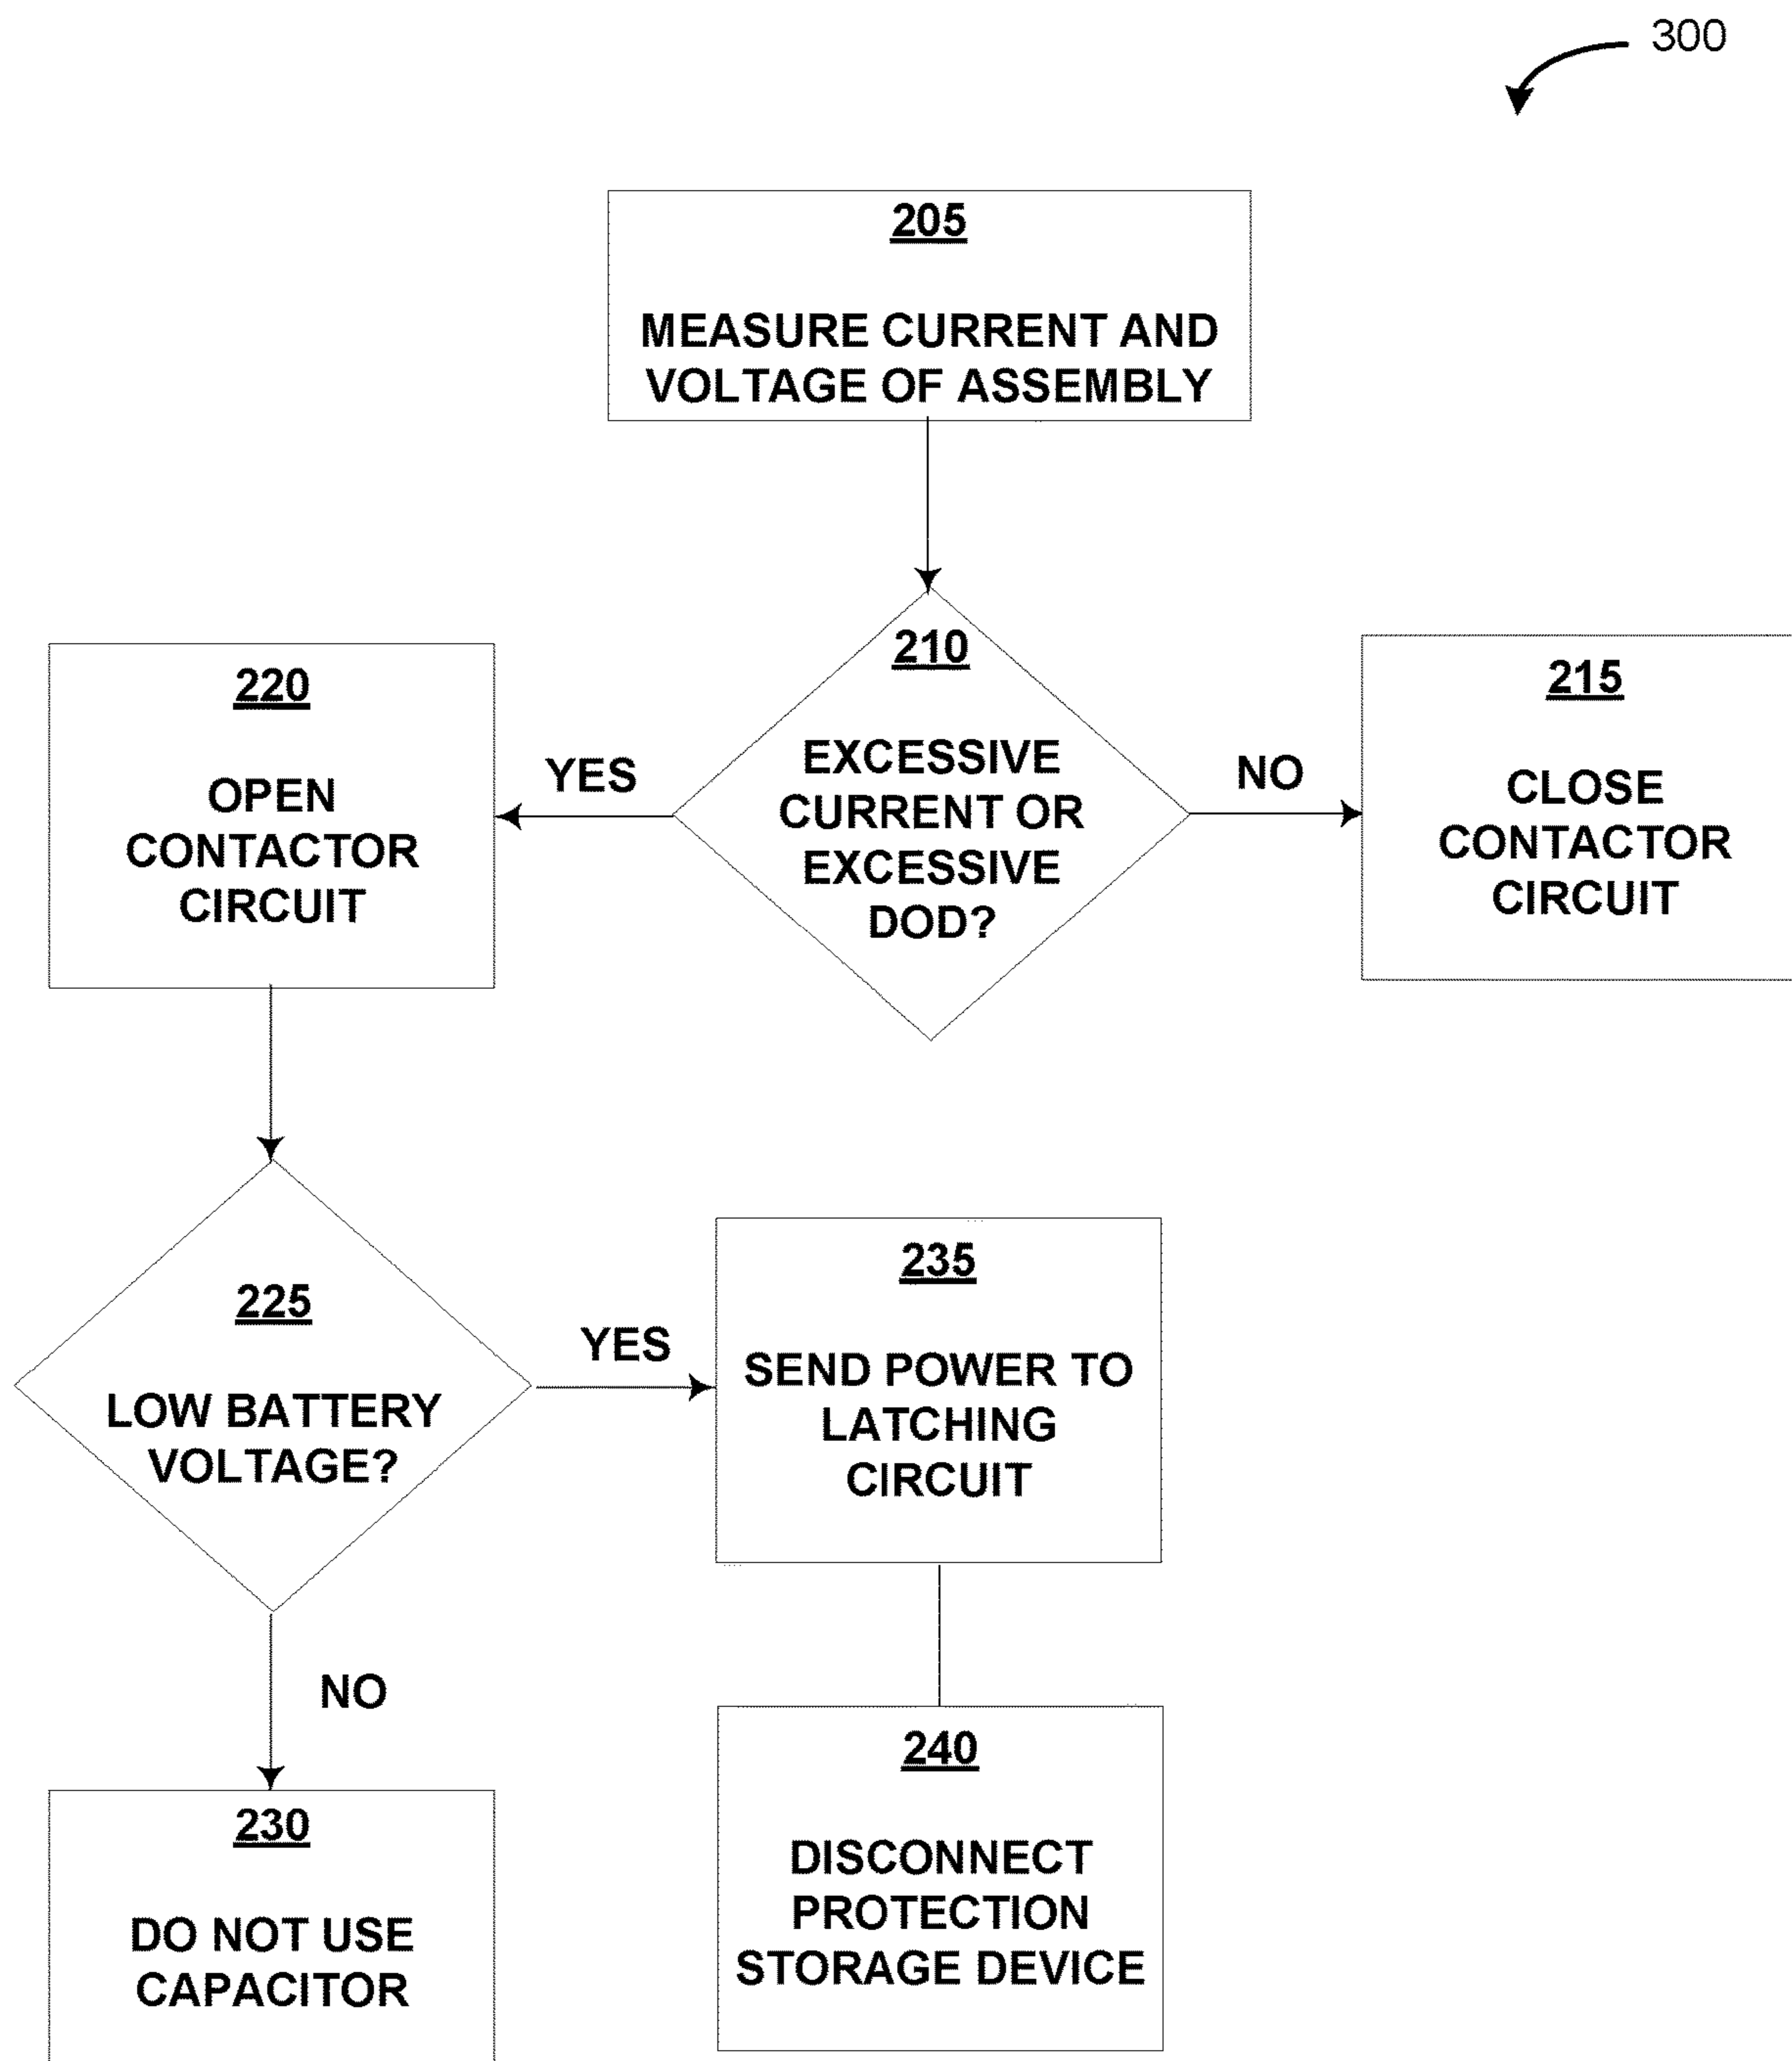 300
205
MEASURE CURRENT AND
VOLTAGE OF ASSEMBLY
210
EXCESSIVE
CURRENT OR
EXCESSIVE
DOD?
YES
NO
220
OPEN
CONTACTOR
CIRCUIT
215
CLOSE
CONTACTOR
CIRCUIT
225
LOW BATTERY
VOLTAGE?
YES
235
SEND POWER TO
LATCHING
CIRCUIT
NO
230
DO NOT USE
CAPACITOR
240
DISCONNECT
PROTECTION
STORAGE DEVICE